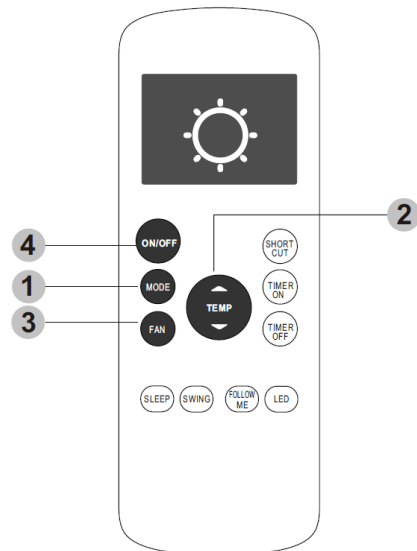 2
4
ON/OFF
SHORT
CUT
1
MODE
TEMP
TIMER
ON
3
FAN
TIMER
OFF
SLEEP
SWING
FOLLOW
ME
LED